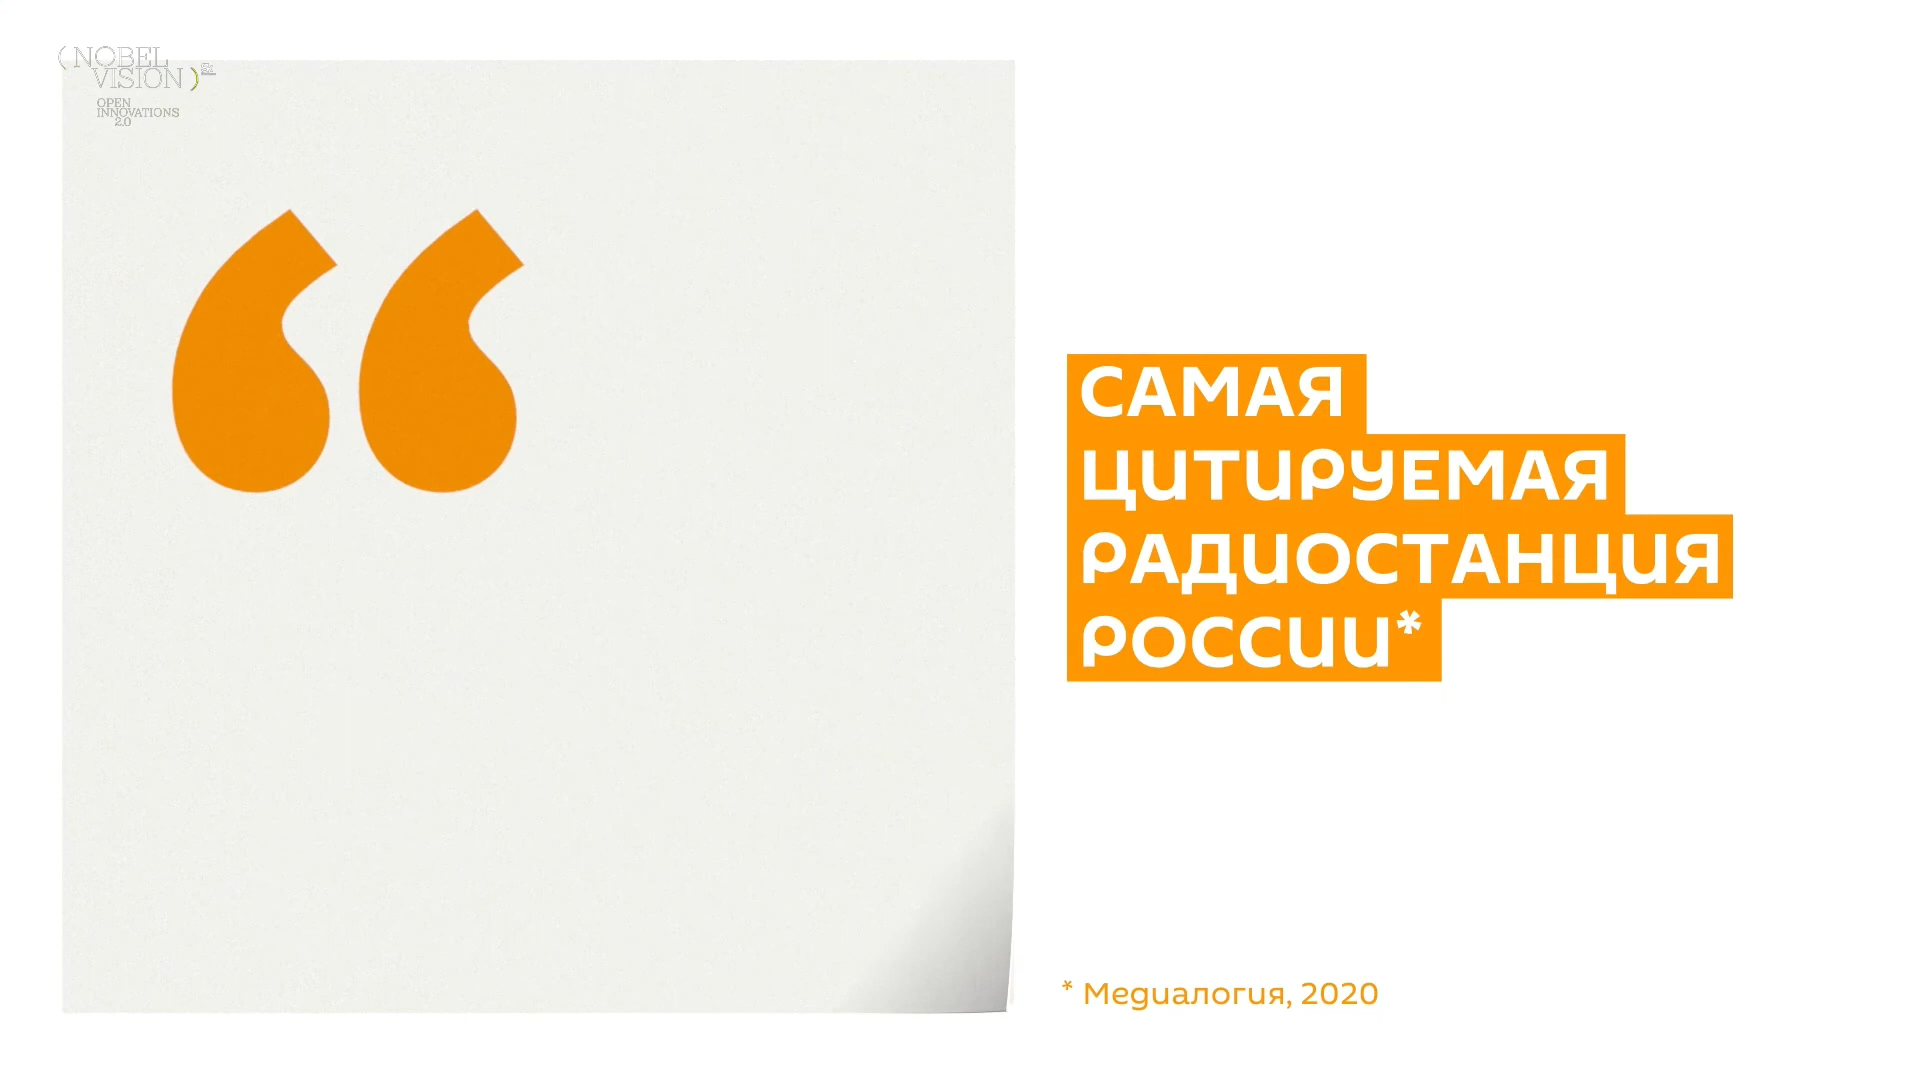 (NOBEL
VISION)
OPEN
INNOVATIONS
2.0
САМАЯ
ЦИТИРУЕМАЯ
РАДИОСТАНЦИЯ
РОССИИ*
* Медиалогия, 2020